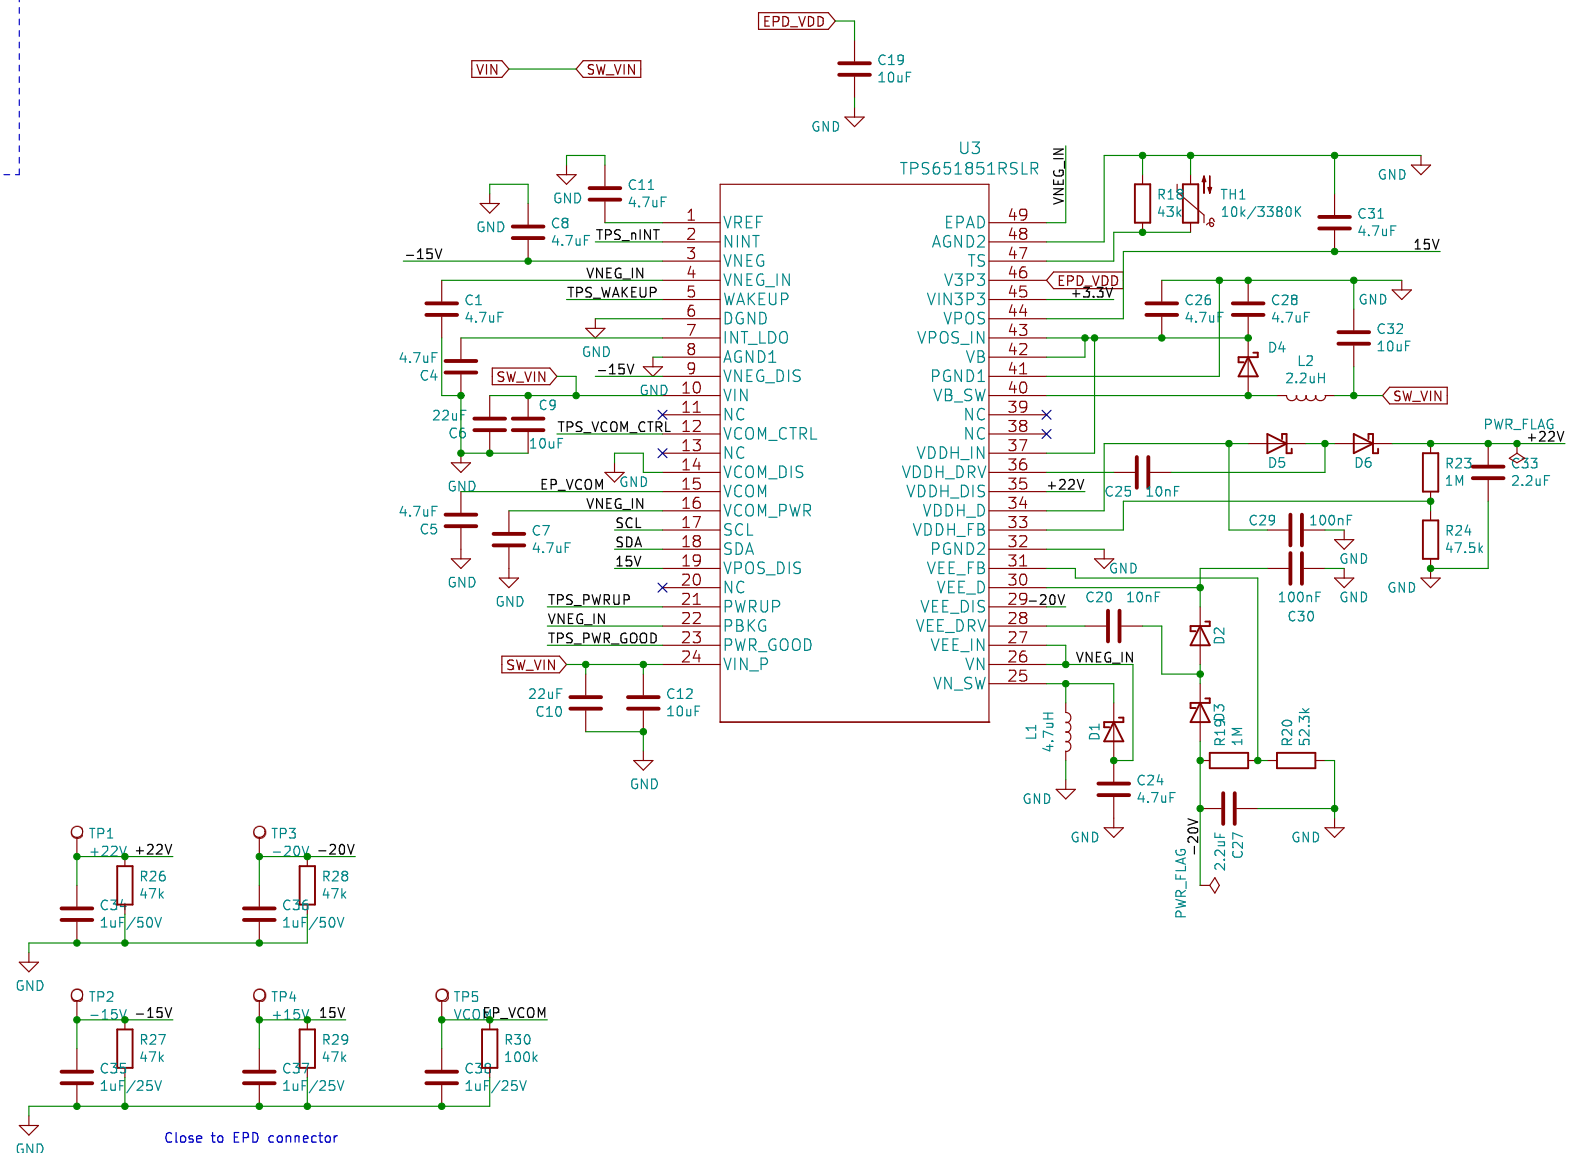 EPD_VDD
C19
10uF
GND
VIN
SW_VIN
U3
TPS651851RSLR
GND
C11
4.7uF
GND
C8
4.7uF
TPS_nINT
-15V
VNEG_IN
TPS_WAKEUP
C1
4.7uF
GND
4.7uF
C4
SW_VIN
-15V
GND
22uF
C6
C9
10uF
TPS_VCOM_CTRL
GND
GND
EP_VCOM
4.7uF
C5
GND
VNEG_IN
C7
4.7uF
GND
SCL
SDA
15V
TPS_PWRUP
VNEG_IN
TPS_PWR_GOOD
SW_VIN
22uF
C10
C12
10uF
GND
1 VREF
2 NINT
3 VNEG
4 VNEG_IN
5 WAKEUP
6 DGND
7 INT_LDO
8 AGND1
9 VNEG_DIS
10 VIN
11 NC
12 VCOM_CTRL
13 NC
14 VCOM_DIS
15 VCOM
16 VCOM_PWR
17 SCL
18 SDA
19 VPOS_DIS
20 NC
21 PWRUP
22 PBKG
23 PWR_GOOD
24 VIN_P
EPAD 49
AGND2 48
TS 47
V3P3 46
VIN3P3 45
VPOS 44
VPOS_IN 43
VB 42
PGND1 41
VB_SW 40
NC 39
NC 38
VDDH_IN 37
VDDH_DRV 36
VDDH_DIS 35
VDDH_D 34
VDDH_FB 33
PGND2 32
VEE_FB 31
VEE_D 30
VEE_DIS 29
VEE_DRV 28
VEE_IN 27
VN 26
VN_SW 25
VNEG_IN
R18
43k
TH1
10k/3380K
GND
C31
4.7uF
15V
EPD_VDD
+3.3V
C26
4.7uF
C28
4.7uF
GND
C32
10uF
D4
L2
2.2uH
SW_VIN
PWR_FLAG
+22V
D5
D6
R23
1M
C33
2.2uF
C25
10nF
+22V
C29
100nF
GND
R24
47.5k
GND
GND
100nF
C30
GND
-20V
C20
10nF
D2
VNEG_IN
L1
4.7uH
D1
D3
R19
1M
R20
52.3k
GND
C24
4.7uF
GND
-20V
2.2uF
C27
GND
PWR_FLAG
TP1
+22V
+22V
R26
47k
C34
1uF/50V
TP3
-20V
-20V
R28
47k
C36
1uF/50V
GND
TP2
-15V
-15V
R27
47k
C35
1uF/25V
TP4
+15V
15V
R29
47k
C37
1uF/25V
TP5
VCOM
EP_VCOM
R30
100k
C38
1uF/25V
GND
Close to EPD connector